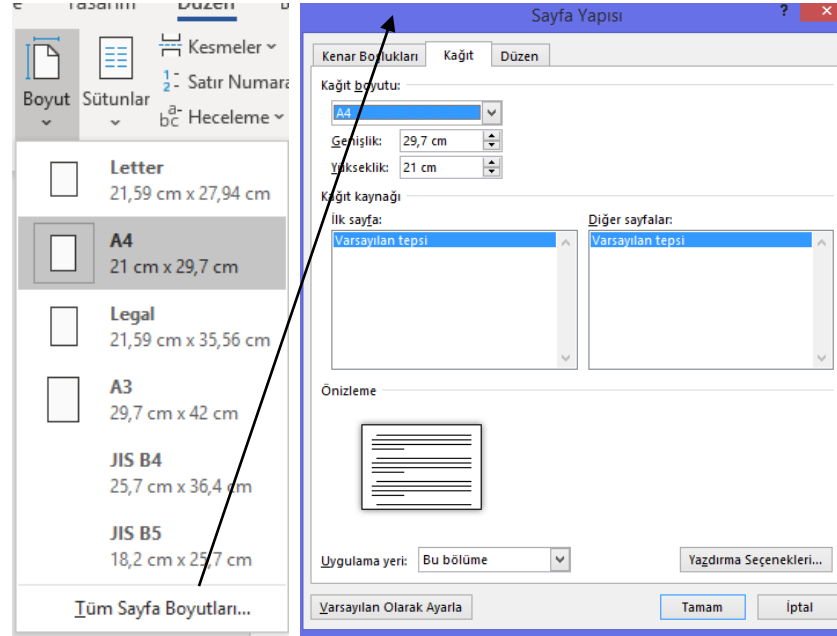 Düzen
Kesmeler
Boyut
Sütunlar
1
2
Satır Numara
a-
bc
Heceleme
Letter
21,59 cm x 27,94 cm
A4
21 cm x 29,7 cm
Legal
21,59 cm x 35,56 cm
A3
29,7 cm x 42 cm
JIS B4
25,7 cm x 36,4 cm
JIS B5
18,2 cm x 25,7 cm
Tüm Sayfa Boyutları...
Sayfa Yapısı
?
Kenar Boşlukları
Kağıt
Düzen
Kağıt boyutu:
A4
Genişlik:
29,7 cm
Yükseklik:
21 cm
Kağıt kaynağı
İlk sayfa:
Varsayılan tepsi
Diğer sayfalar:
Varsayılan tepsi
Önizleme
Uygulama yeri:
Bu bölüme
Yazdırma Seçenekleri...
Varsayılan Olarak Ayarla
Tamam
İptal